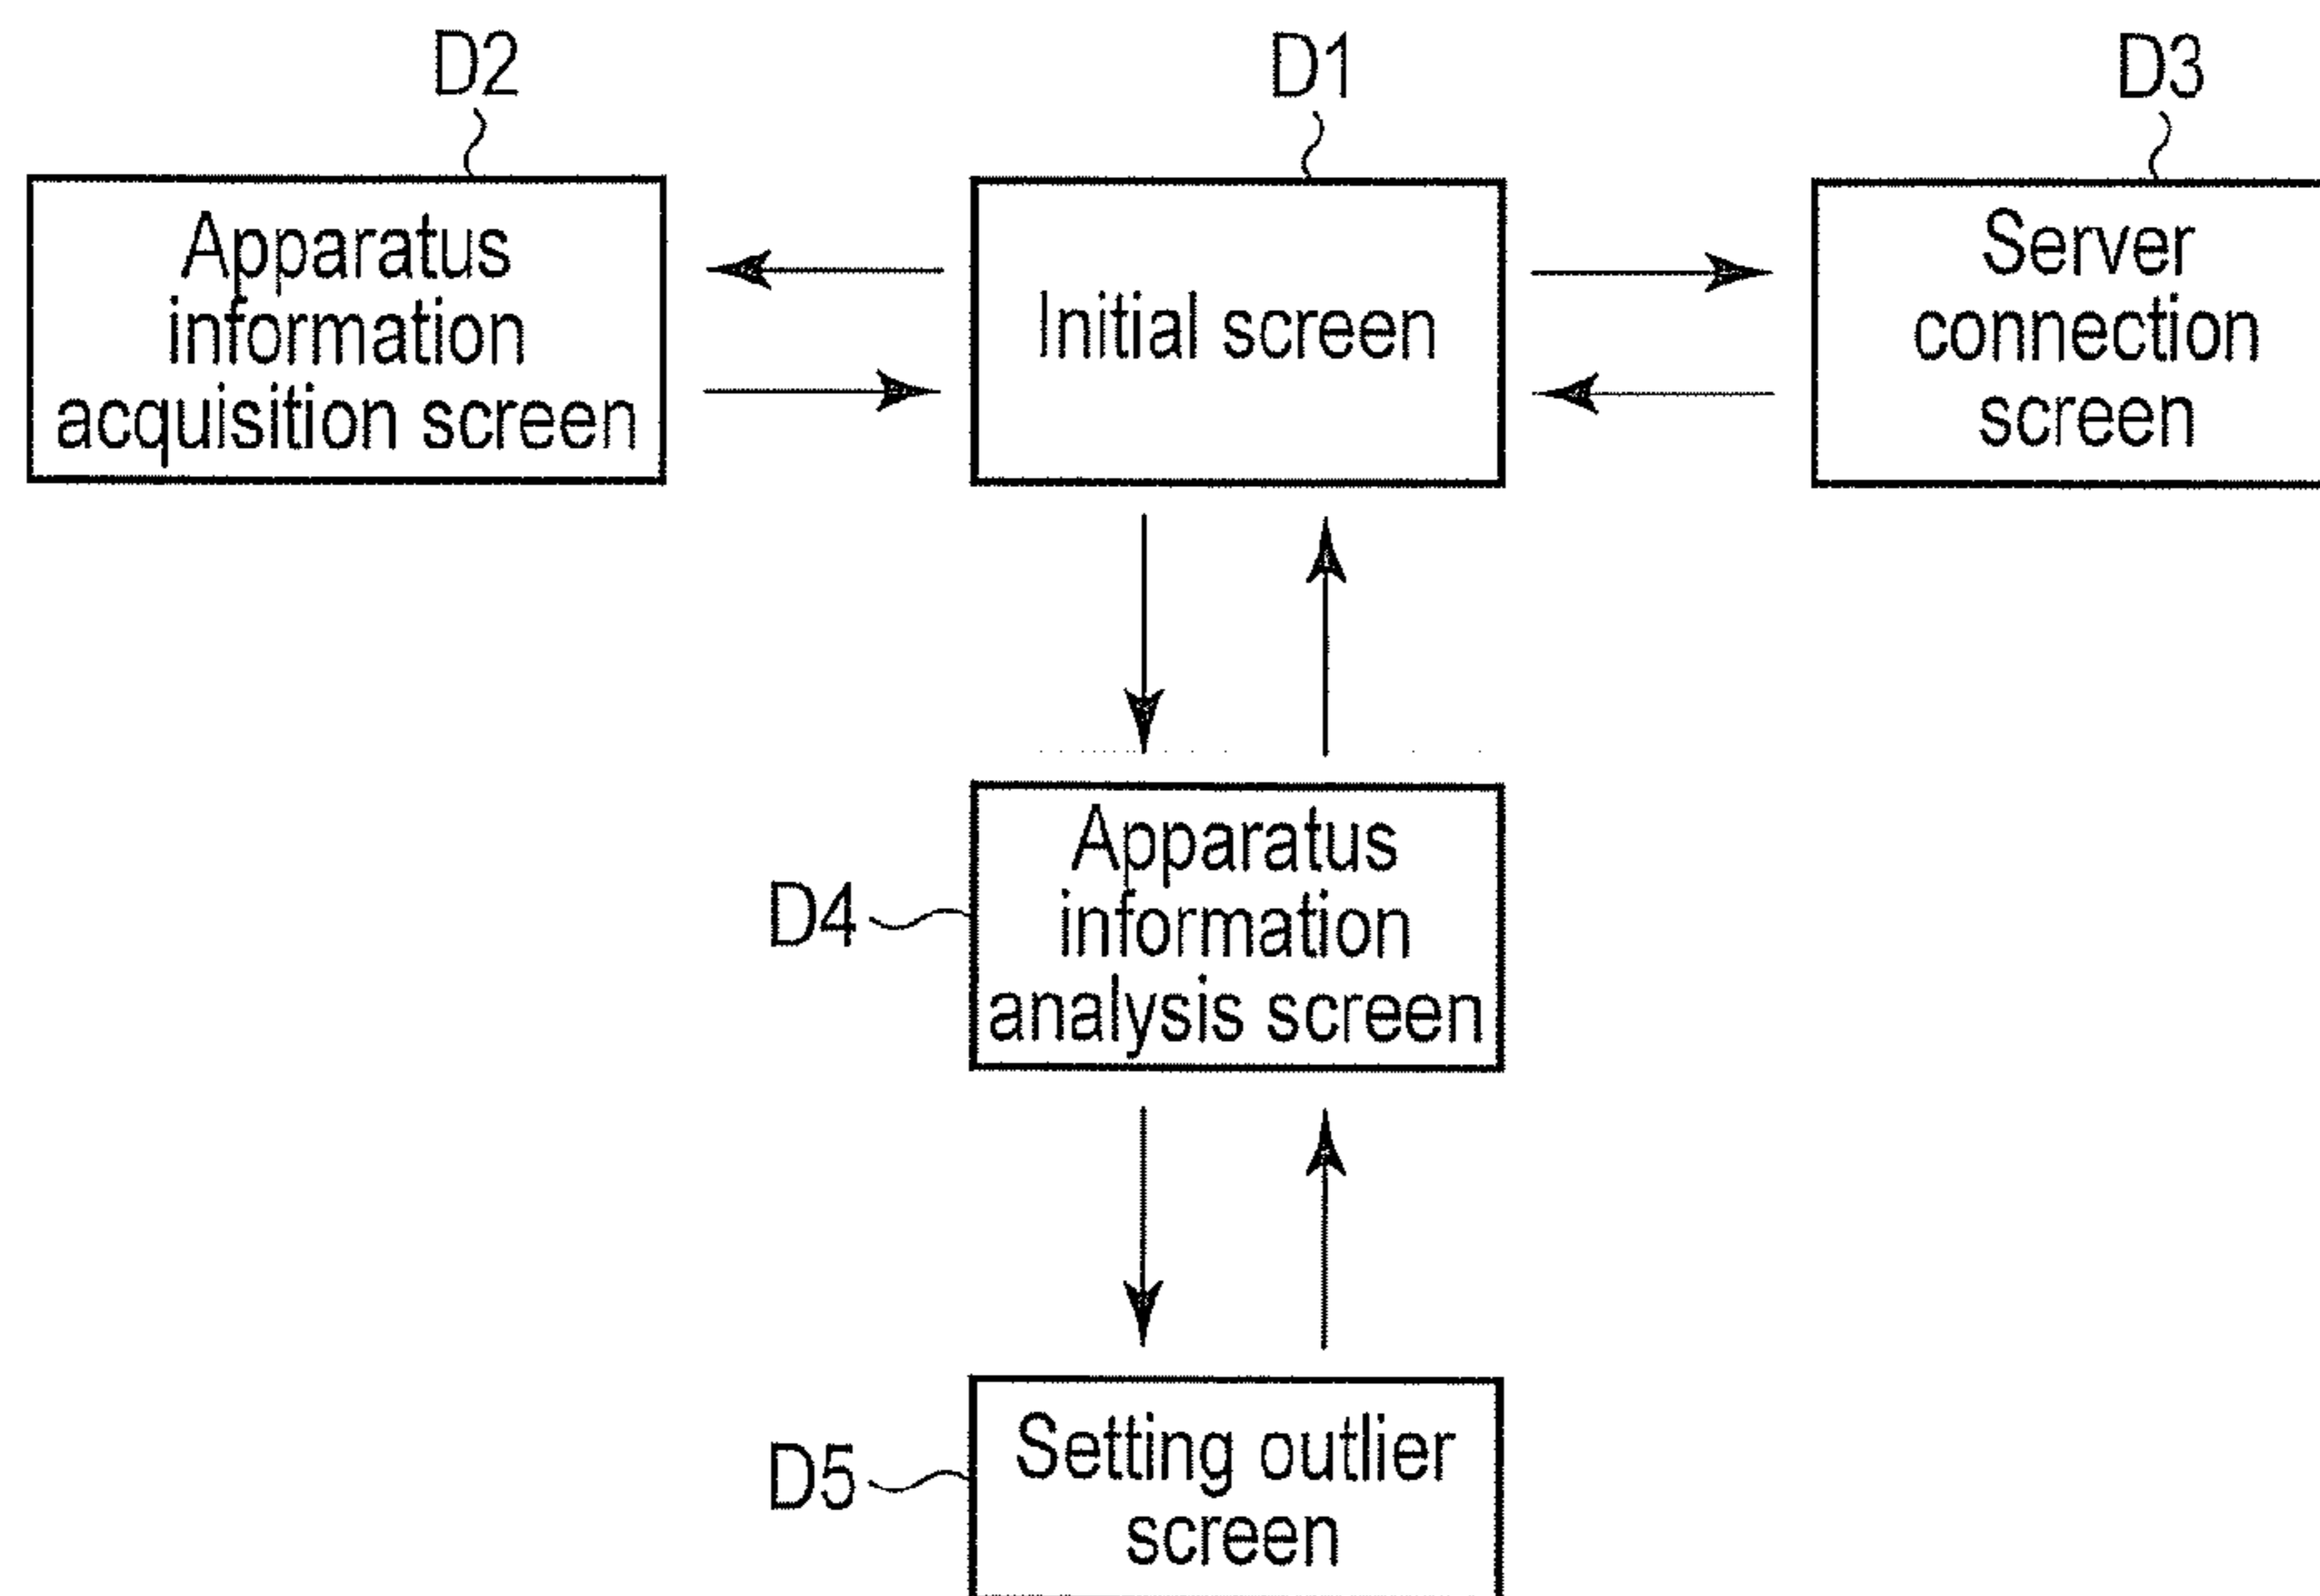 D2
D1
D3
Apparatus
information
acquisition screen
Initial screen
Server
connection
screen
D4
Apparatus
information
analysis screen
D5
Setting outlier
screen